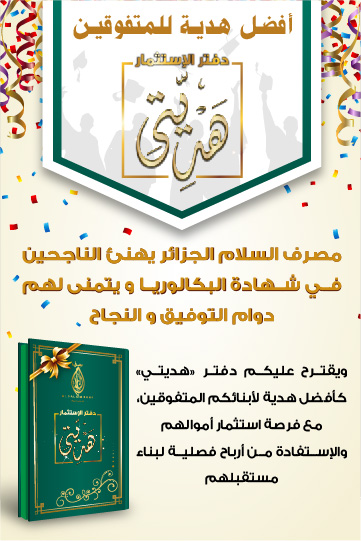 أفضل هدية للمتفوقين
دفتر الإستثمار
هديتي
مصرف السلام الجزائر يهنئ الناجحين
في شهادة البكالوريا و يتمنى لهم
دوام التوفيق و النجاح
ويقترح عليكم دفتر «هديتي»
كأفضل هدية لأبنائكم المتفوقين،
مع فرصة استثمار أموالهم
والإستفادة من أرباح فصلية لبناء
مستقبلهم
دفتر الإستثمار
هديتي